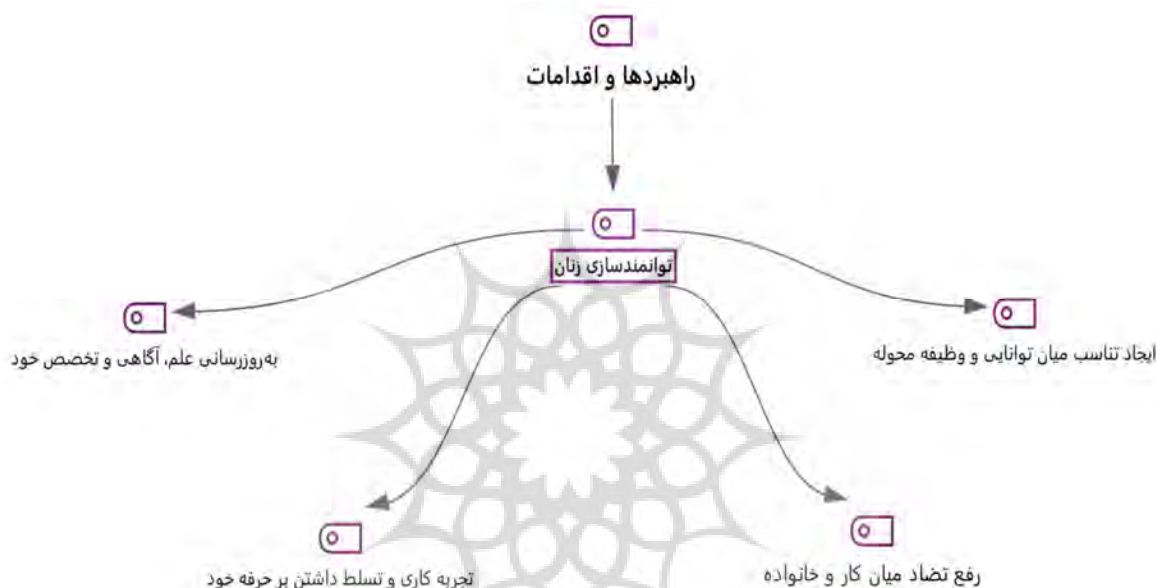 راهبردها و اقدامات
توانمندسازی زنان
ایجاد تناسب میان توانایی و وظیفه محوله
به‌روزرسانی علم، آگاهی و تخصص خود
رفع تضاد میان کار و خانواده
تجربه کاری و تسلط داشتن بر حرفه خود